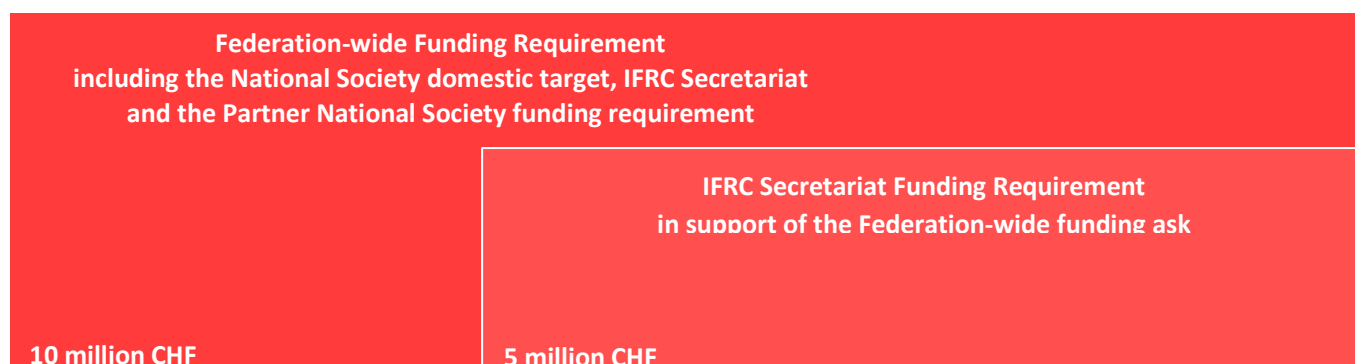 Federation-wide Funding Requirement
including the National Society domestic target, IFRC Secretariat
and the Partner National Society funding requirement
IFRC Secretariat Funding Requirement
in support of the Federation-wide funding ask
10 million CHF
5 million CHF